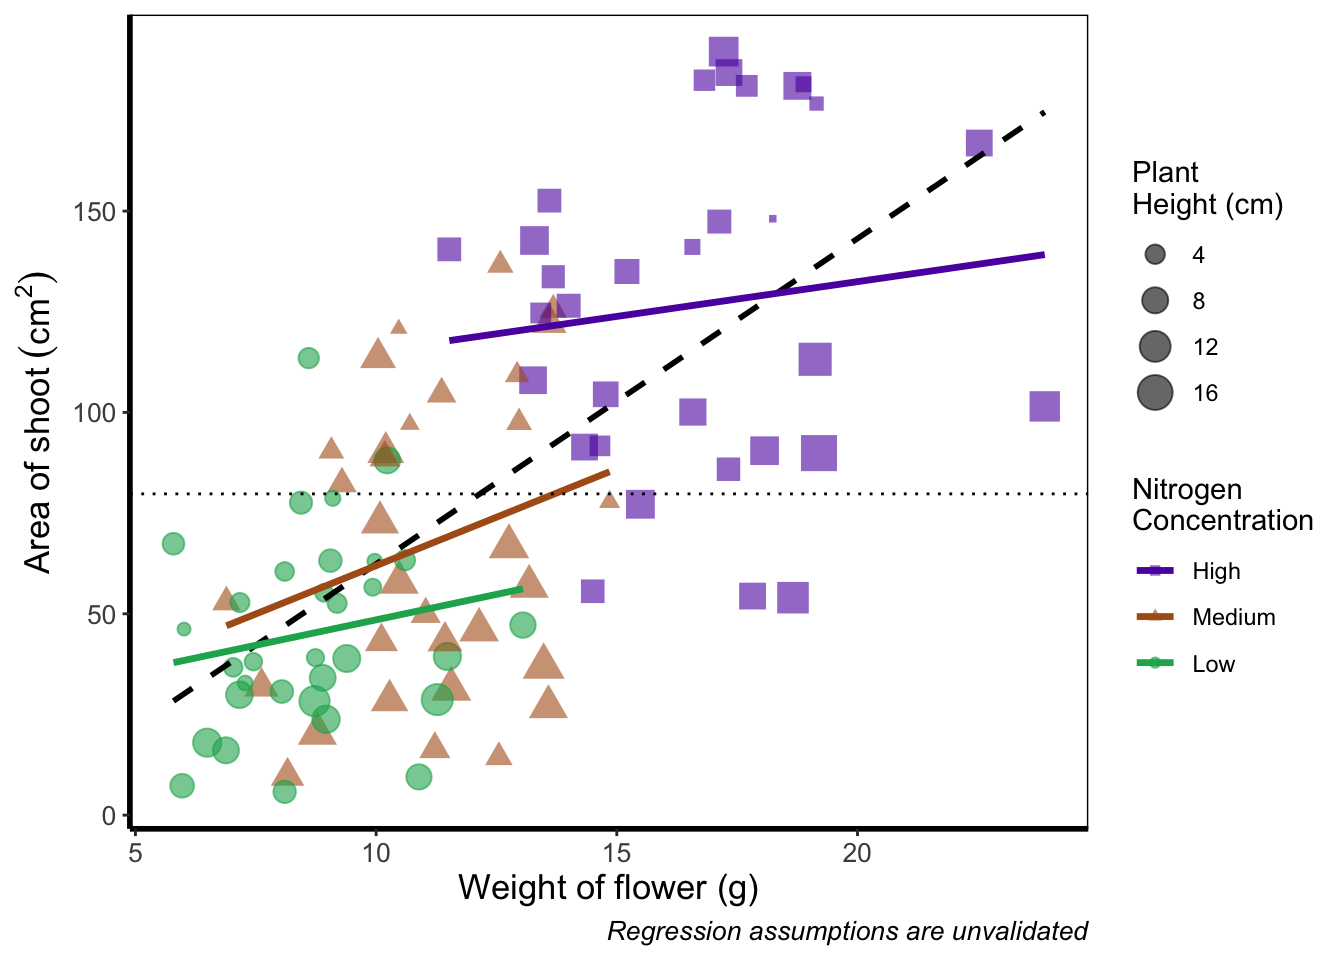 150
100
50
0
5
10
15
20
Area of shoot (cm²)
Weight of flower (g)
Regression assumptions are unvalidated
Plant
Height (cm)
4
8
12
16
Nitrogen
Concentration
High
Medium
Low